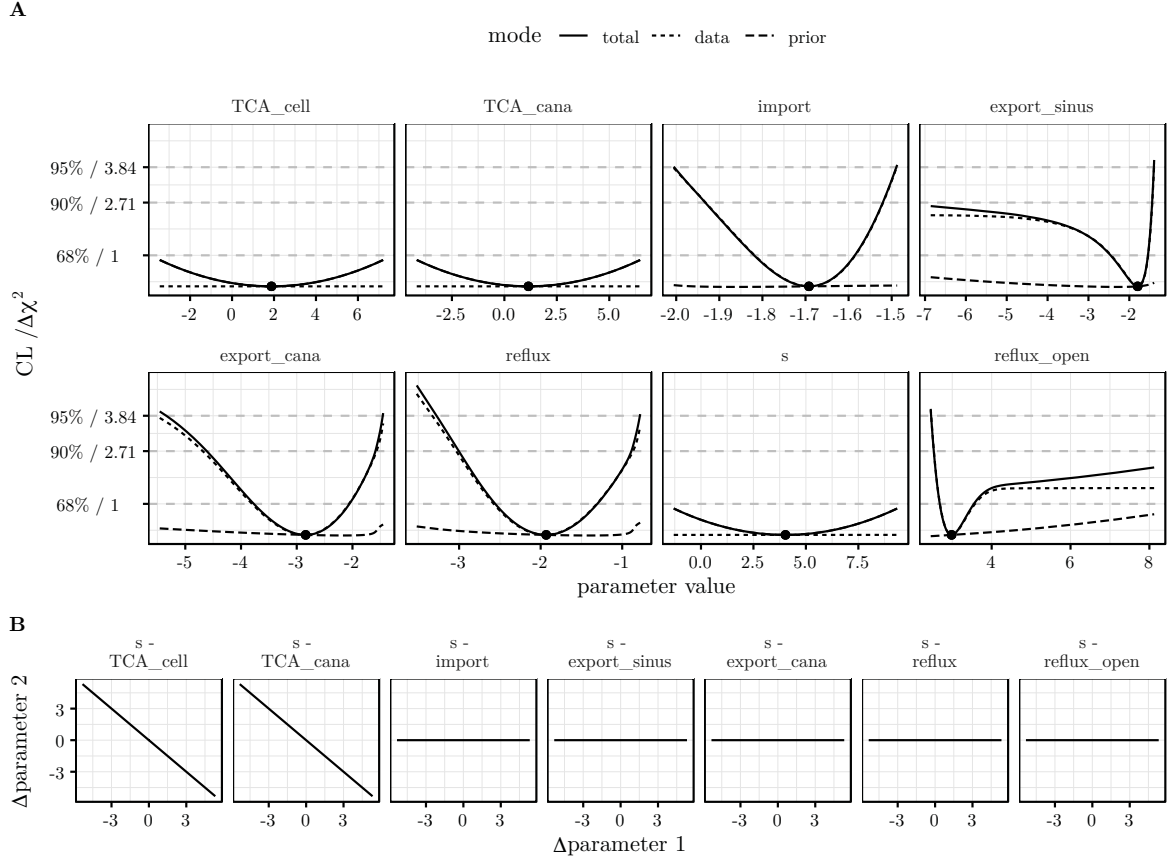 A
mode total data prior
TCA_cell TCA_cana import export_sinus
CL /Δχ²
95% / 3.84
90% / 2.71
68% / 1
-2 0 2 4 6
-2.5 0.0 2.5 5.0
-2.0 -1.9 -1.8 -1.7 -1.6 -1.5
-7 -6 -5 -4 -3 -2
export_cana reflux s reflux_open
95% / 3.84
90% / 2.71
68% / 1
-5 -4 -3 -2
-3 -2 -1
0.0 2.5 5.0 7.5
4 6 8
parameter value
B
s - s - s - s - s - s - s -
TCA_cell TCA_cana import export_sinus export_cana reflux reflux_open
Δparameter 2
3
0
-3
-3 0 3 -3 0 3 -3 0 3 -3 0 3 -3 0 3 -3 0 3 -3 0 3
Δparameter 1